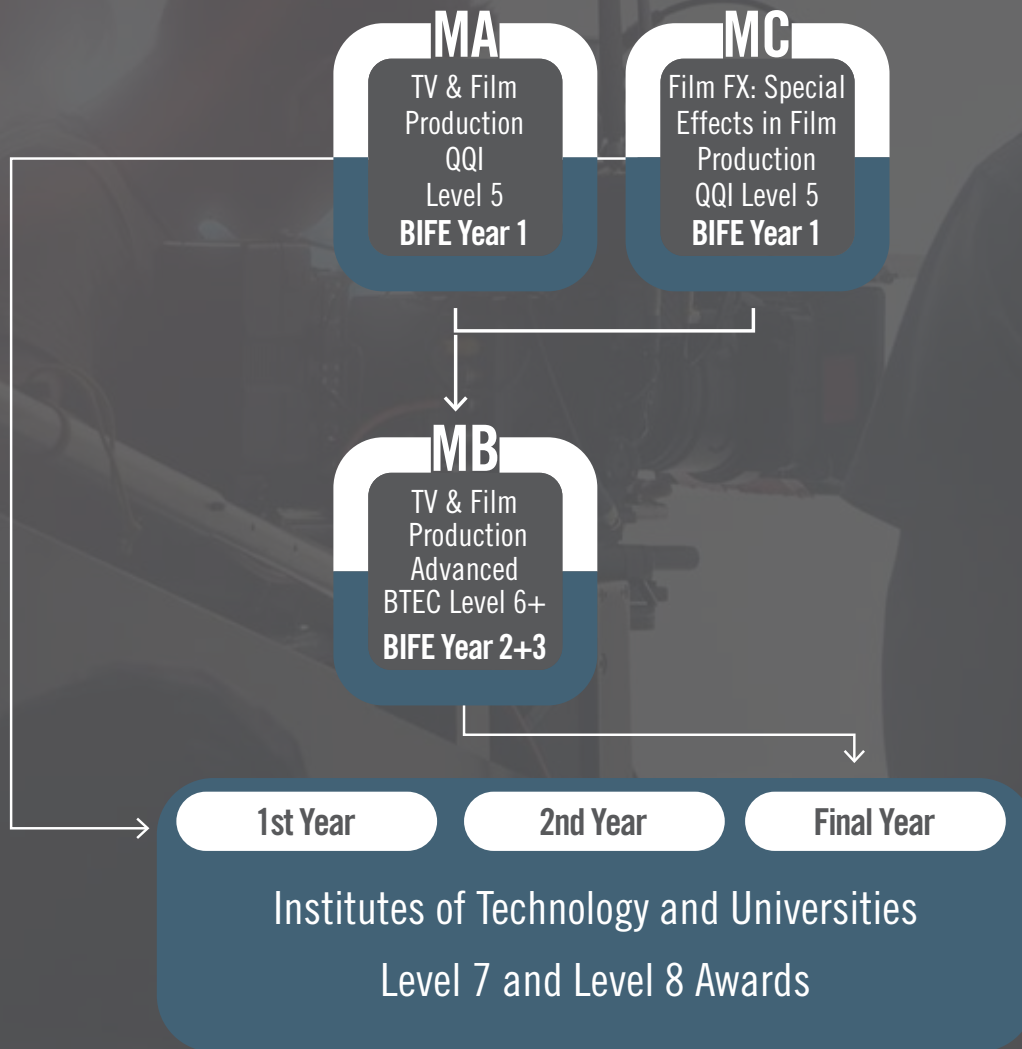 MA
TV & Film
Production
QQI
Level 5
BIFE Year 1
MC
Film FX: Special
Effects in Film
Production
QQI Level 5
BIFE Year 1
MB
TV & Film
Production
Advanced
BTEC Level 6+
BIFE Year 2+3
1st Year
2nd Year
Final Year
Institutes of Technology and Universities
Level 7 and Level 8 Awards